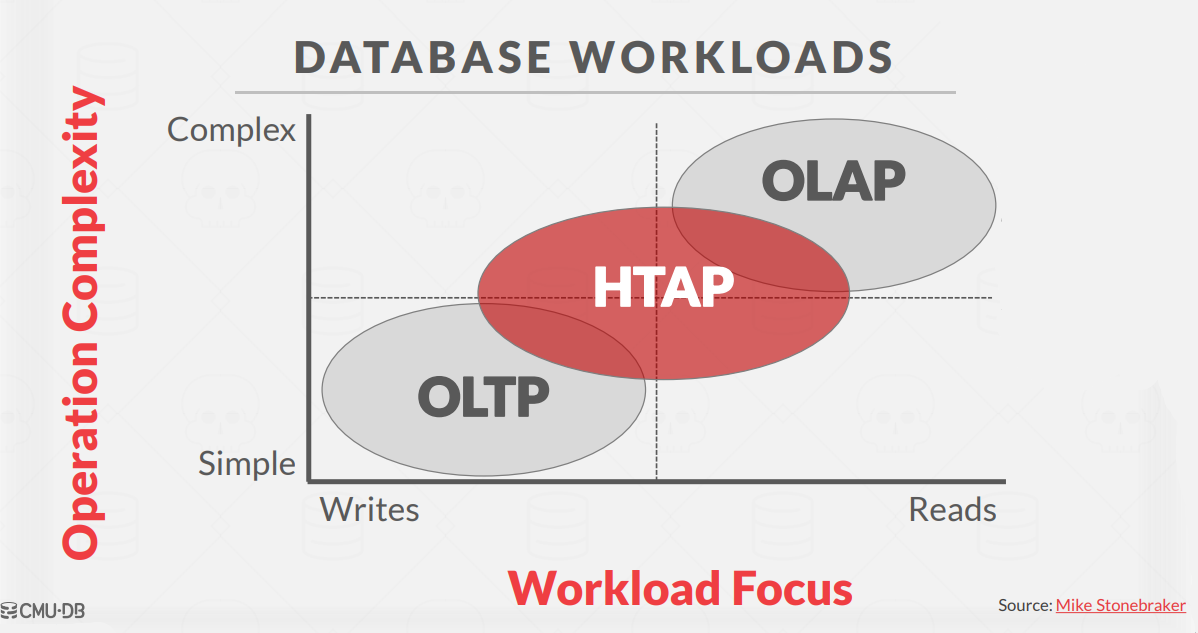 DATABASE WORKLOADS
Operation Complexity
Complex
OLAP
HTAP
OLTP
Simple
Writes
Reads
Workload Focus
CMU·DB
Source: Mike Stonebraker